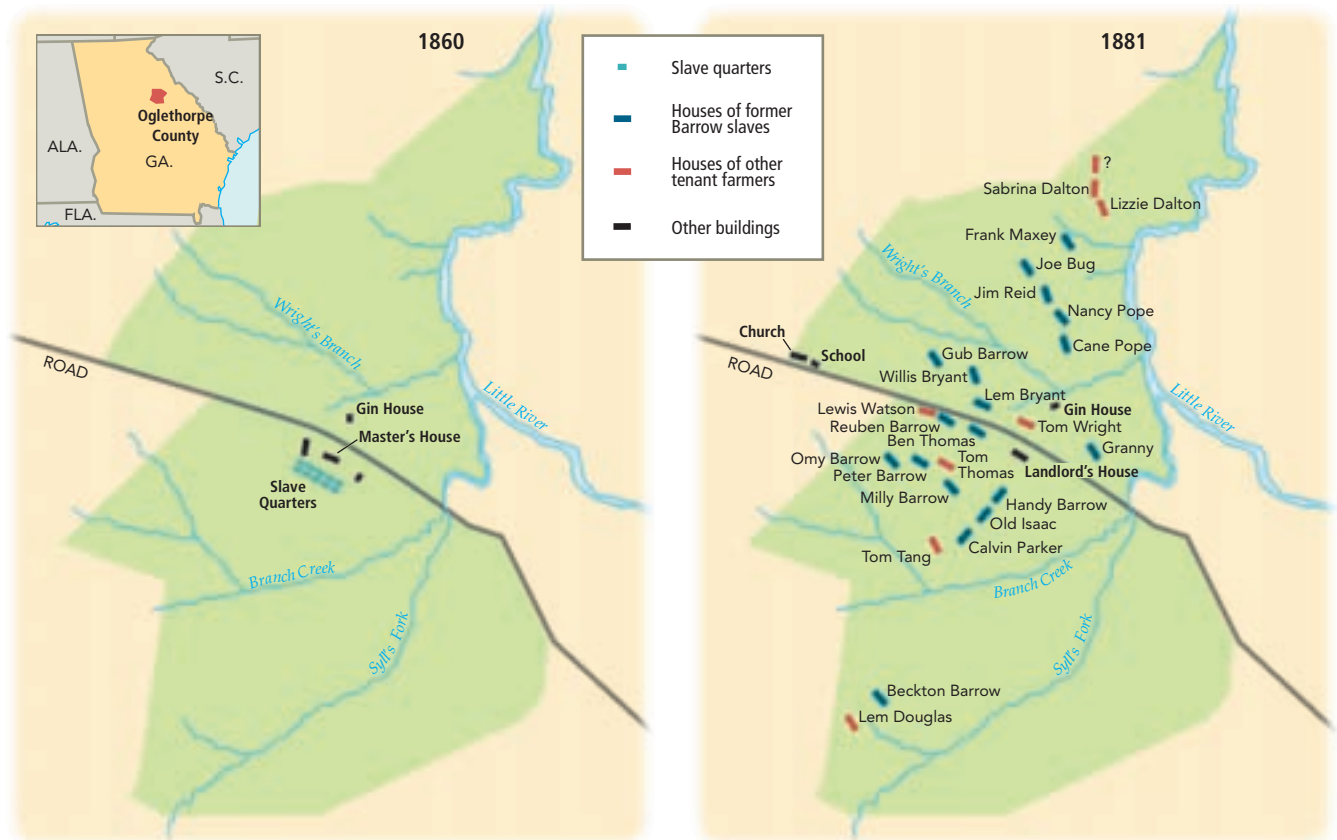 1860
S.C.
Oglethorpe
County
ALA.
GA.
FLA.
Wright's Branch
ROAD
Little River
Gin House
Master's House
Slave
Quarters
Branch Creek
Syll's Fork
Slave quarters
Houses of former
Barrow slaves
Houses of other
tenant farmers
Other buildings
1881
?
Sabrina Dalton
Lizzie Dalton
Frank Maxey
Joe Bug
Wright's Branch
Jim Reid
Nancy Pope
Church
School
Cane Pope
ROAD
Gub Barrow
Willis Bryant
Lem Bryant
Little River
Lewis Watson
Gin House
Reuben Barrow
Tom Wright
Ben Thomas
Granny
Omy Barrow
Tom
Thomas
Landlord's House
Peter Barrow
Milly Barrow
Handy Barrow
Old Isaac
Calvin Parker
Tom Tang
Branch Creek
Syll's Fork
Beckton Barrow
Lem Douglas